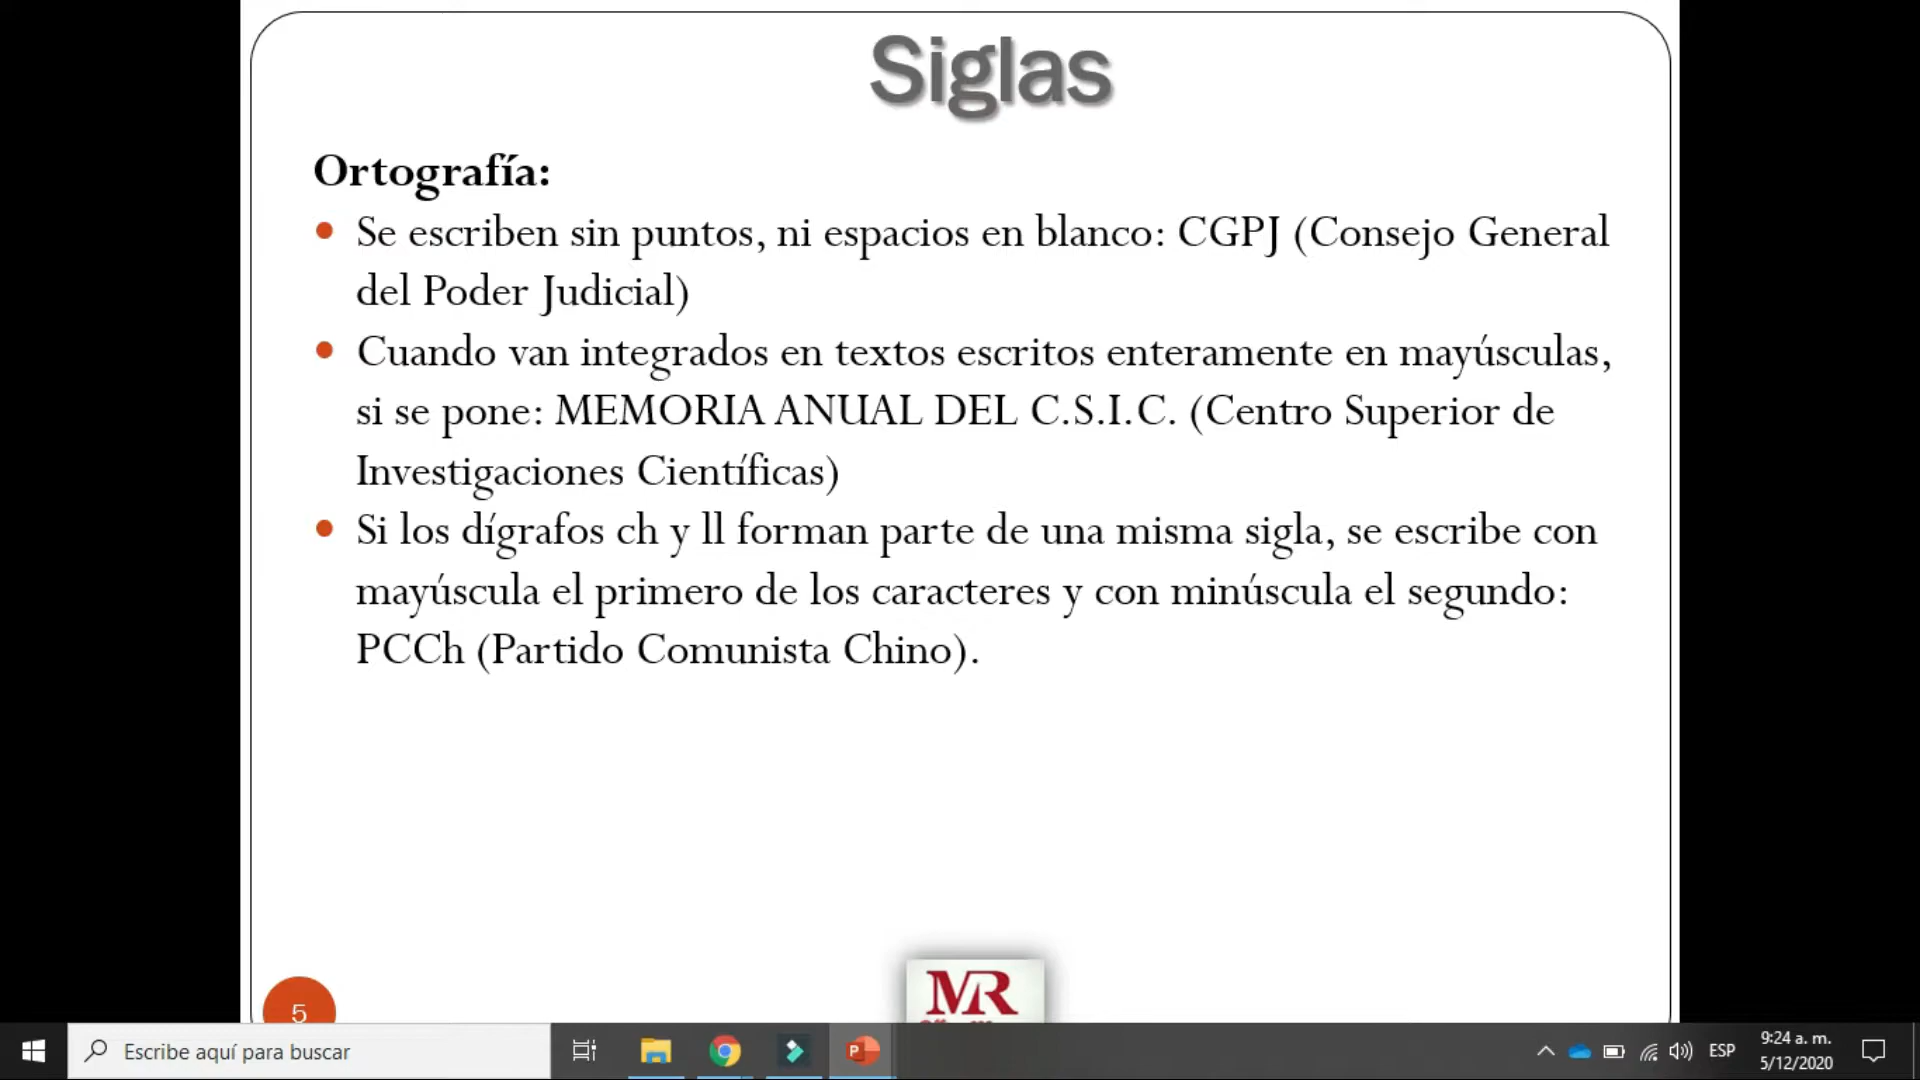 Siglas
Ortografía:
• Se escriben sin puntos, ni espacios en blanco: CGPJ (Consejo General
del Poder Judicial)
• Cuando van integrados en textos escritos enteramente en mayúsculas,
si se pone: MEMORIA ANUAL DEL C.S.I.C. (Centro Superior de
Investigaciones Científicas)
• Si los dígrafos ch y ll forman parte de una misma sigla, se escribe con
mayúscula el primero de los caracteres y con minúscula el segundo:
PCCh (Partido Comunista Chino).
MR
5
Escribe aquí para buscar
ESP
9:24 a. m.
5/12/2020